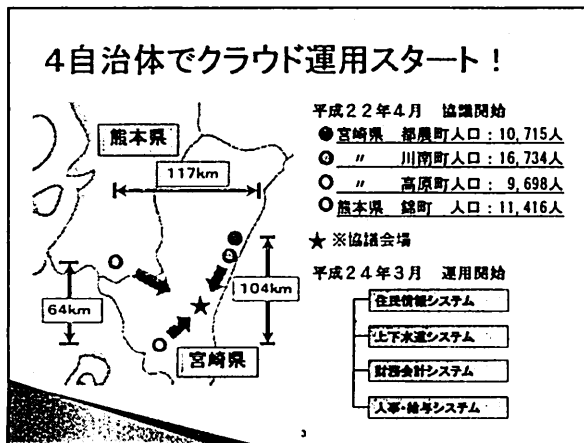 4自治体でクラウド運用スタート！
平成22年4月 協議開始
宮崎県 都農町人口：10,715人
〃 川南町人口：16,734人
〃 高原町人口：9,698人
熊本県 錦町 人口：11,416人
★ ※協議会場
平成24年3月 運用開始
住民情報システム
上下水道システム
財務会計システム
人事・給与システム
熊本県
117km
104km
64km
宮崎県
3